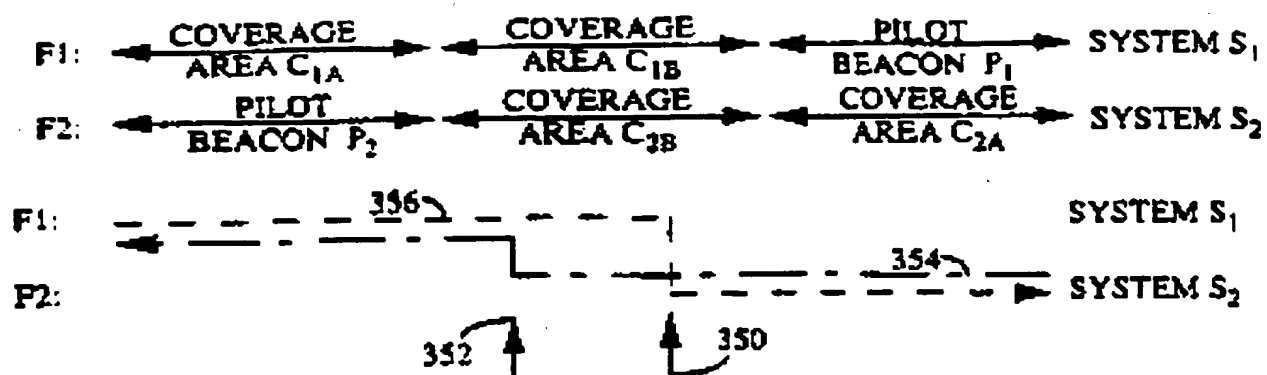 F1: COVERAGE AREA C1A COVERAGE AREA C1B PILOT BEACON P1 SYSTEM S1
F2: PILOT BEACON P2 COVERAGE AREA C2B COVERAGE AREA C2A SYSTEM S2
F1: 356 SYSTEM S1
F2: 354 SYSTEM S2
352 350